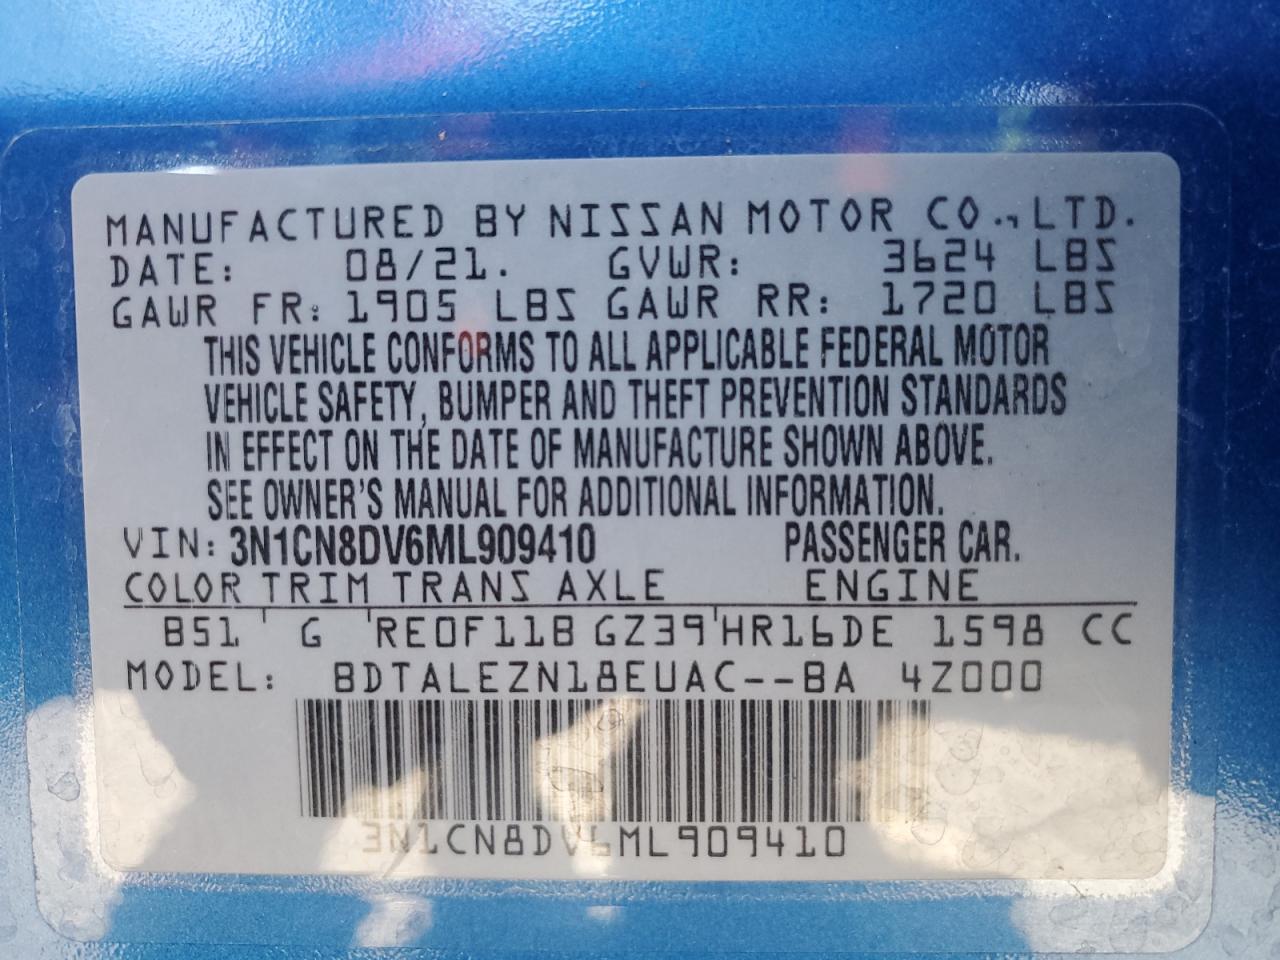 MANUFACTURED BY NISSAN MOTOR CO., LTD.
DATE: 08/21. GVWR: 3624 LBS
GAWR FR: 1905 LBS GAWR RR: 1720 LBS
THIS VEHICLE CONFORMS TO ALL APPLICABLE FEDERAL MOTOR
VEHICLE SAFETY, BUMPER AND THEFT PREVENTION STANDARDS
IN EFFECT ON THE DATE OF MANUFACTURE SHOWN ABOVE.
SEE OWNER'S MANUAL FOR ADDITIONAL INFORMATION.
VIN: 3N1CN8DV6ML909410 PASSENGER CAR.
COLOR TRIM TRANS AXLE ENGINE
B51 G RE0F11B GZ39 HR16DE 1598 CC
MODEL: BDTALEZN18EUAC--BA 4Z000
3N1CN8DV6ML909410